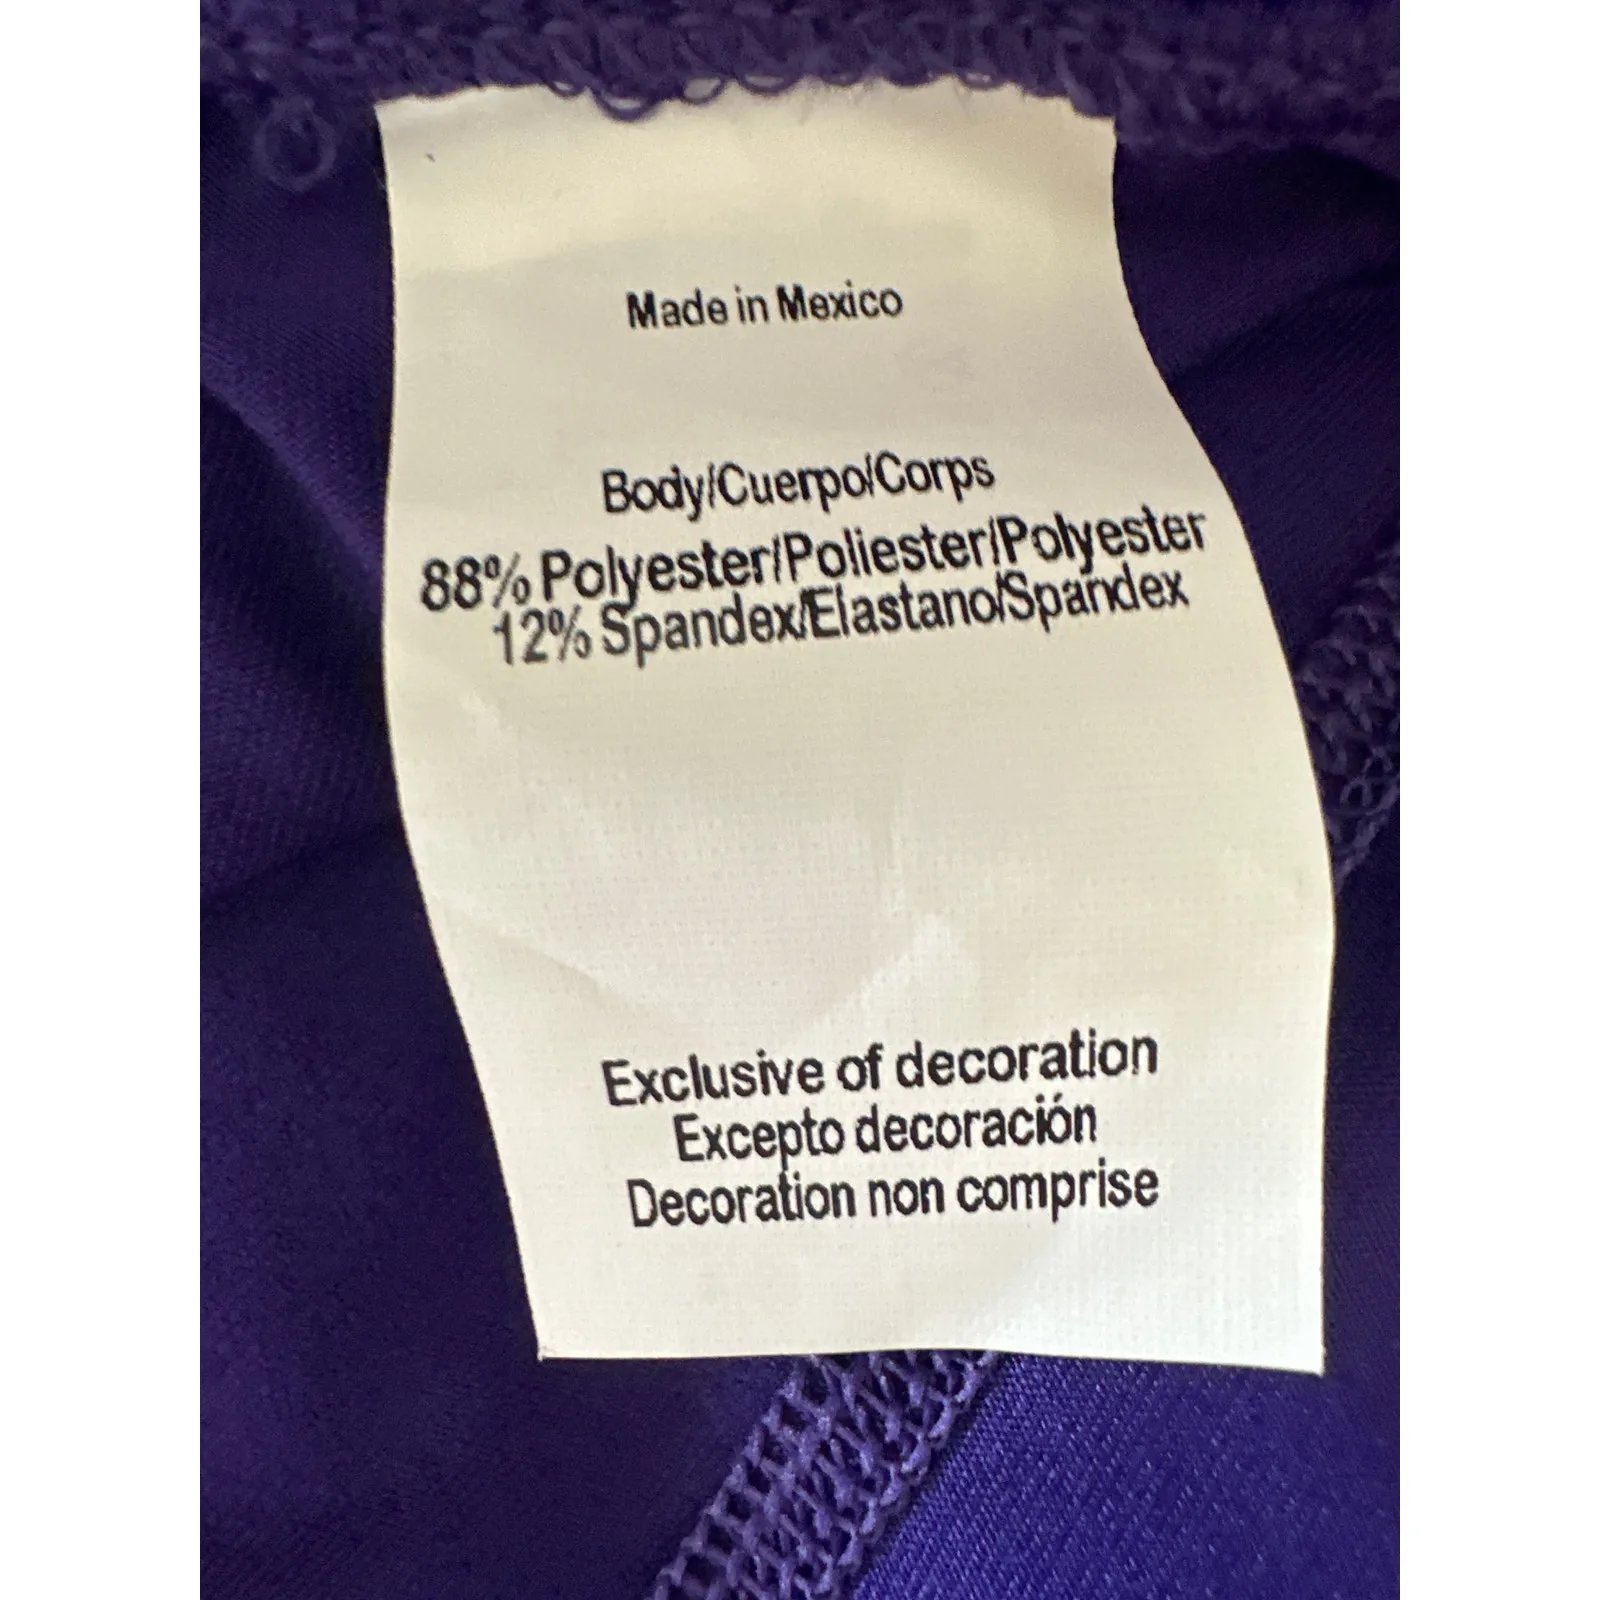 Made in Mexico
Body/Cuerpo/Corps
88% Polyester/Poliester/Polyester
12% Spandex/Elastano/Spandex
Exclusive of decoration
Excepto decoración
Decoration non comprise